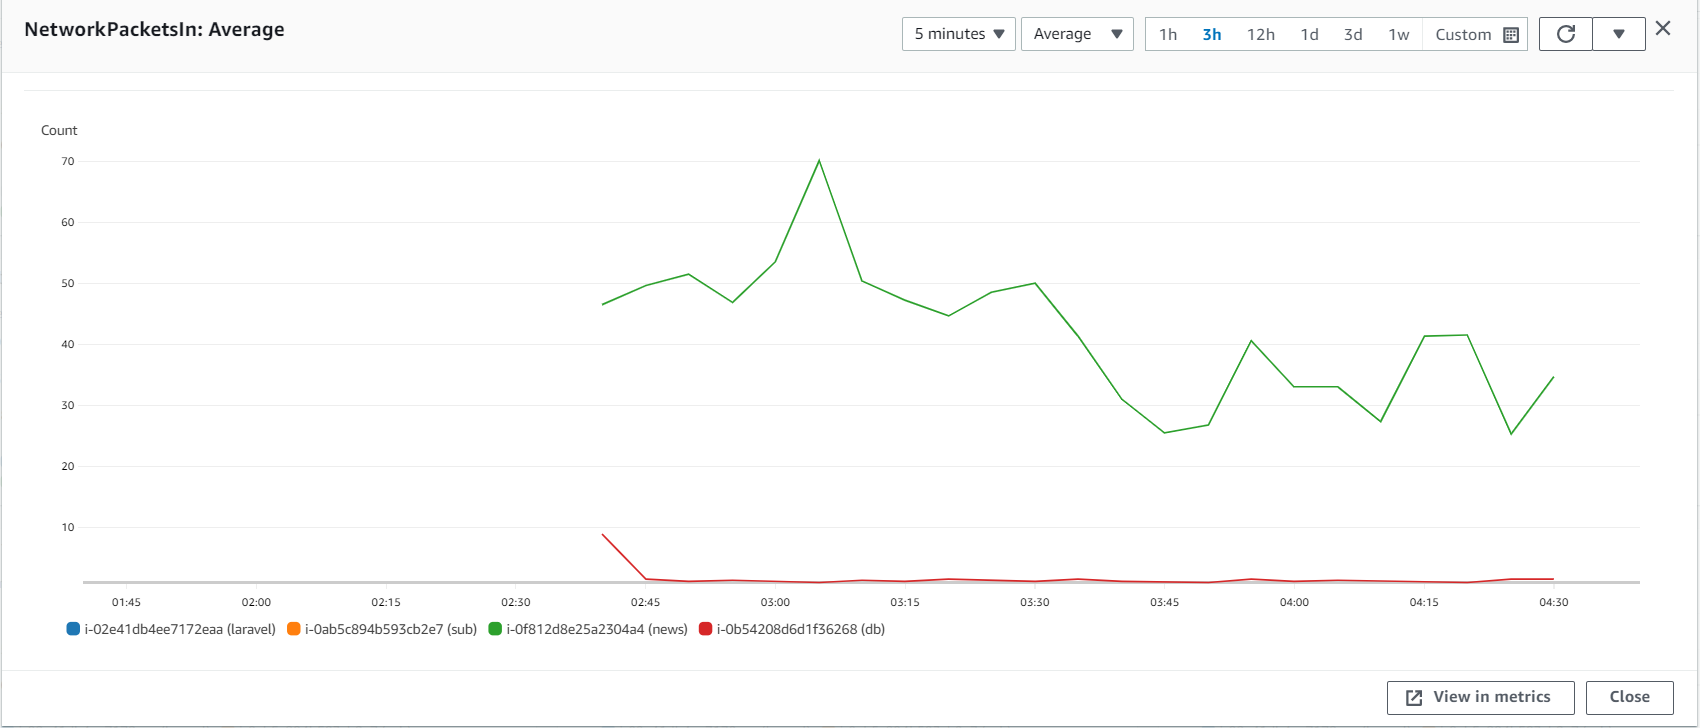 NetworkPacketsIn: Average
5 minutes
Average
1h 3h 12h 1d 3d 1w Custom
Count
70
60
50
40
30
20
10
01:45 02:00 02:15 02:30 02:45 03:00 03:15 03:30 03:45 04:00 04:15 04:30
i-02e41db4ee7172eaa (laravel) i-0ab5c894b593cb2e7 (sub) i-0f812d8e25a2304a4 (news) i-0b54208d6d1f36268 (db)
View in metrics
Close